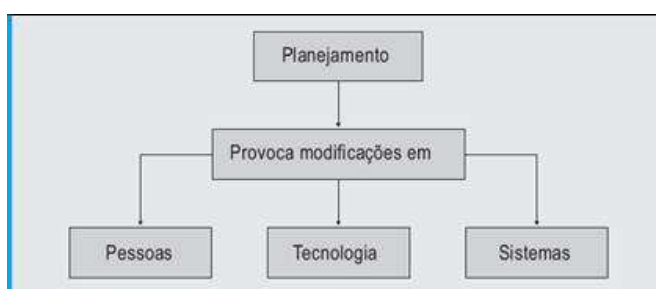 Planejamento
Provoca modificações em
Pessoas
Tecnologia
Sistemas